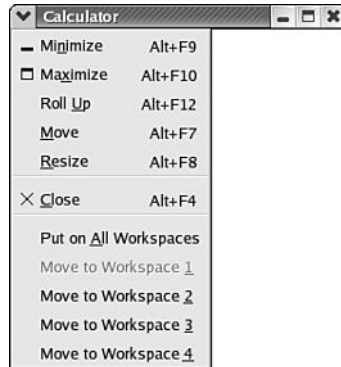 Calculator
Minimize Alt+F9
Maximize Alt+F10
Roll Up Alt+F12
Move Alt+F7
Resize Alt+F8
Close Alt+F4
Put on All Workspaces
Move to Workspace 1
Move to Workspace 2
Move to Workspace 3
Move to Workspace 4